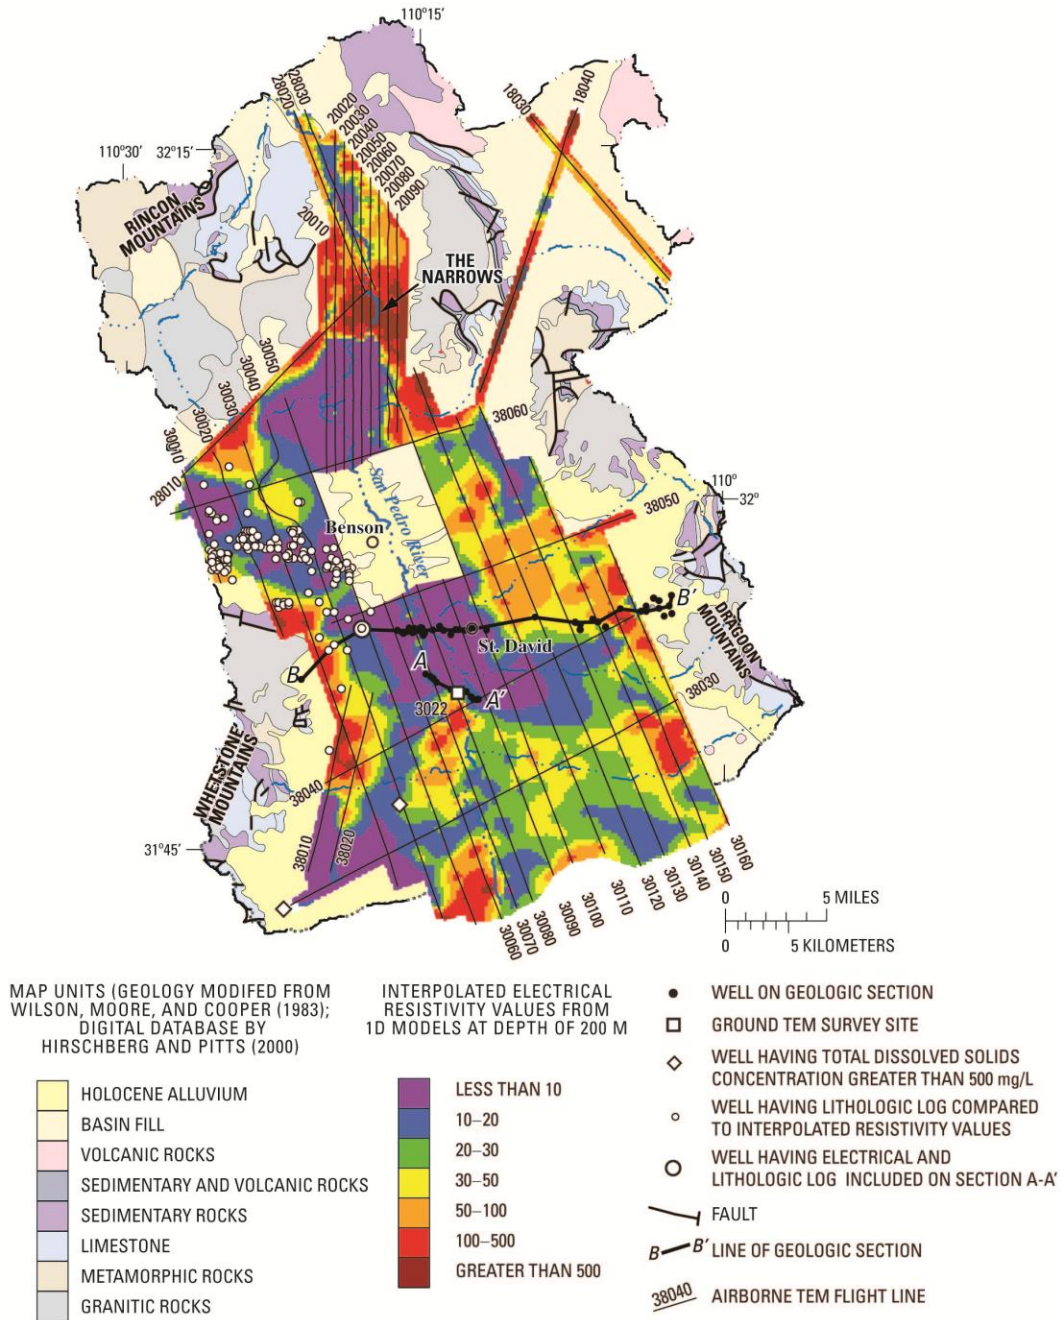 110°15'
28030
28020
20020
20030
20040
20050
20060
20070
20080
20090
18030
18040
110°30'
32°15'
RINCON
MOUNTAINS
20010
THE
NARROWS
30050
30040
30030
30020
30010
28010
38060
110°
32°
38050
San Pedro River
Benson
B'
DRAGOON
MOUNTAINS
St. David
B
A
A'
3022
38030
WHETSTONE
MOUNTAINS
38040
38010
38020
31°45'
30160
30150
30140
30130
30120
30110
30100
30090
30080
30070
30060
0 5 MILES
0 5 KILOMETERS
MAP UNITS (GEOLOGY MODIFED FROM
WILSON, MOORE, AND COOPER (1983);
DIGITAL DATABASE BY
HIRSCHBERG AND PITTS (2000)
HOLOCENE ALLUVIUM
BASIN FILL
VOLCANIC ROCKS
SEDIMENTARY AND VOLCANIC ROCKS
SEDIMENTARY ROCKS
LIMESTONE
METAMORPHIC ROCKS
GRANITIC ROCKS
INTERPOLATED ELECTRICAL
RESISTIVITY VALUES FROM
1D MODELS AT DEPTH OF 200 M
LESS THAN 10
10–20
20–30
30–50
50–100
100–500
GREATER THAN 500
WELL ON GEOLOGIC SECTION
GROUND TEM SURVEY SITE
WELL HAVING TOTAL DISSOLVED SOLIDS
CONCENTRATION GREATER THAN 500 mg/L
WELL HAVING LITHOLOGIC LOG COMPARED
TO INTERPOLATED RESISTIVITY VALUES
WELL HAVING ELECTRICAL AND
LITHOLOGIC LOG INCLUDED ON SECTION A-A'
FAULT
B B' LINE OF GEOLOGIC SECTION
38040 AIRBORNE TEM FLIGHT LINE